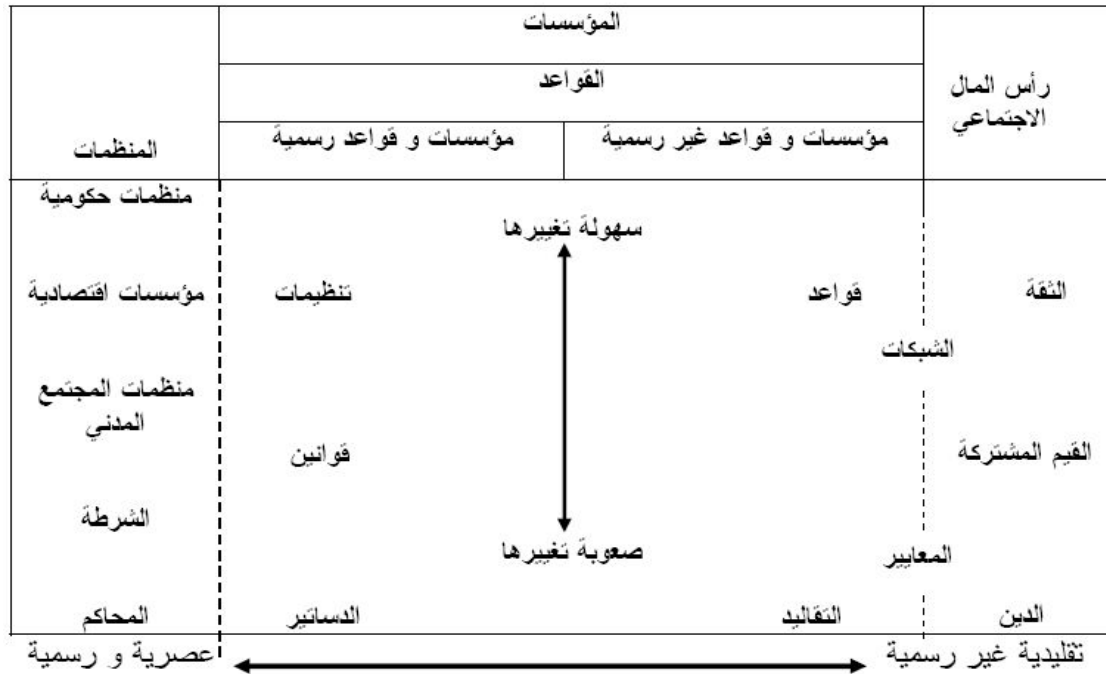 المؤسسات
القواعد
رأس المال
الاجتماعي
مؤسسات و قواعد غير رسمية
مؤسسات و قواعد رسمية
المنظمات
منظمات حكومية
سهولة تغييرها
الثقة
قواعد
تنظيمات
مؤسسات اقتصادية
الشبكات
منظمات المجتمع
المدني
القيم المشتركة
قوانين
الشرطة
المعايير
صعوبة تغييرها
الدين
التقاليد
الدساتير
المحاكم
تقليدية غير رسمية
عصرية و رسمية